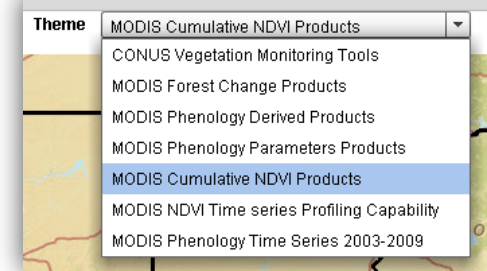 Theme MODIS Cumulative NDVI Products
CONUS Vegetation Monitoring Tools
MODIS Forest Change Products
MODIS Phenology Derived Products
MODIS Phenology Parameters Products
MODIS Cumulative NDVI Products
MODIS NDVI Time series Profiling Capability
MODIS Phenology Time Series 2003-2009